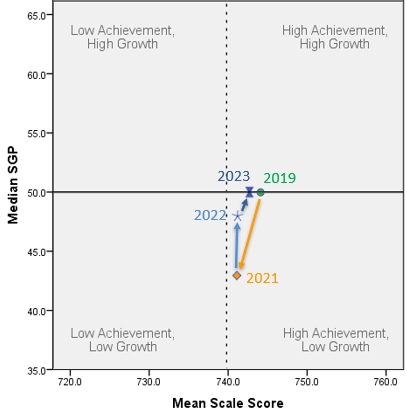 65.0
Low Achievement,
High Growth
High Achievement,
High Growth
60.0
55.0
2023
2019
50.0
2022
45.0
2021
40.0
Low Achievement,
Low Growth
High Achievement,
Low Growth
35.0
Median SGP
720.0 730.0 740.0 750.0 760.0
Mean Scale Score